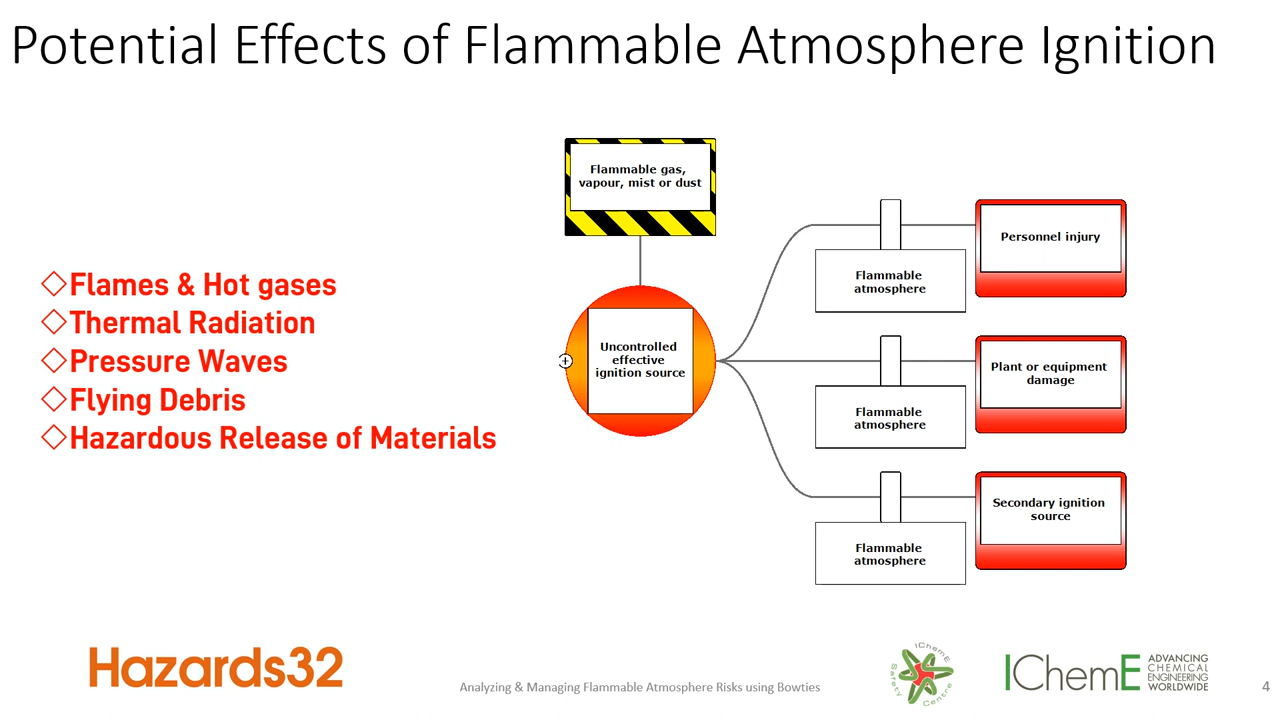 Potential Effects of Flammable Atmosphere Ignition
◇Flames & Hot gases
◇Thermal Radiation
◇Pressure Waves
◇Flying Debris
◇Hazardous Release of Materials
Flammable gas,
vapour, mist or dust
Uncontrolled
effective
ignition source
Flammable
atmosphere
Personnel injury
Flammable
atmosphere
Plant or equipment
damage
Flammable
atmosphere
Secondary ignition
source
Hazards32
Analyzing & Managing Flammable Atmosphere Risks using Bowties
IChemE
Safety
Centre
IChemE
ADVANCING
CHEMICAL
ENGINEERING
WORLDWIDE
4